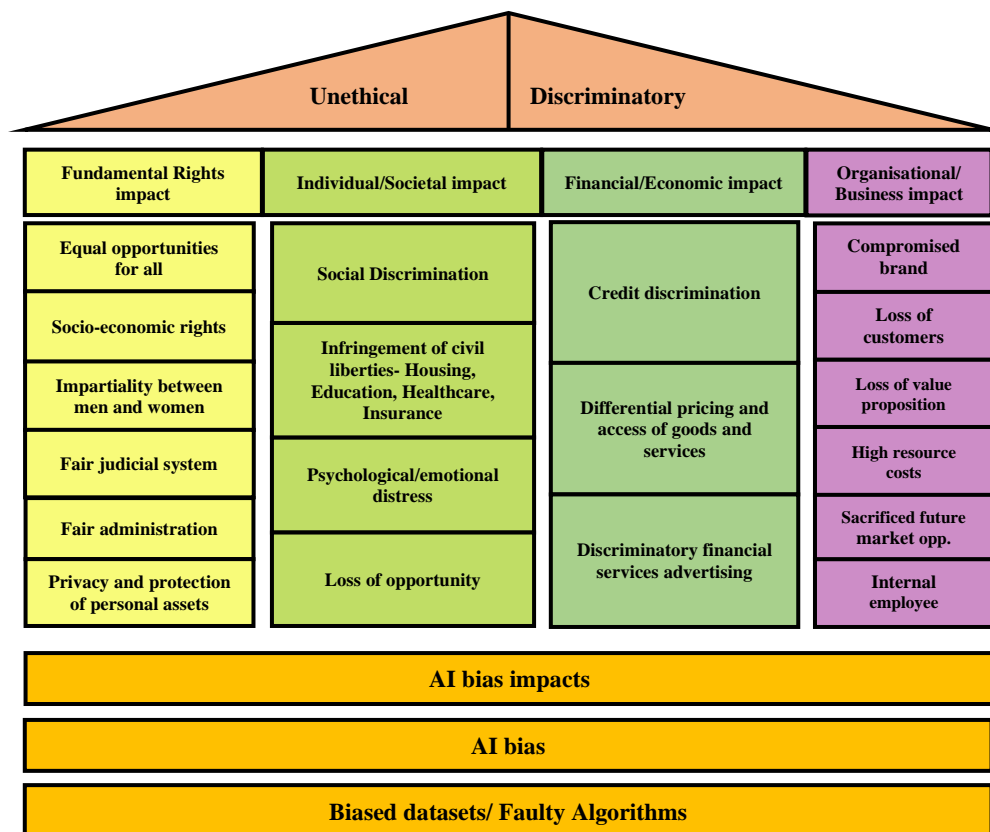 Unethical
Discriminatory
Fundamental Rights
impact
Individual/Societal impact
Financial/Economic impact
Organisational/
Business impact
Equal opportunities
for all
Socio-economic rights
Impartiality between
men and women
Fair judicial system
Fair administration
Privacy and protection
of personal assets
Social Discrimination
Infringement of civil
liberties- Housing,
Education, Healthcare,
Insurance
Psychological/emotional
distress
Loss of opportunity
Credit discrimination
Differential pricing and
access of goods and
services
Discriminatory financial
services advertising
Compromised
brand
Loss of
customers
Loss of value
proposition
High resource
costs
Sacrificed future
market opp.
Internal
employee
AI bias impacts
AI bias
Biased datasets/ Faulty Algorithms